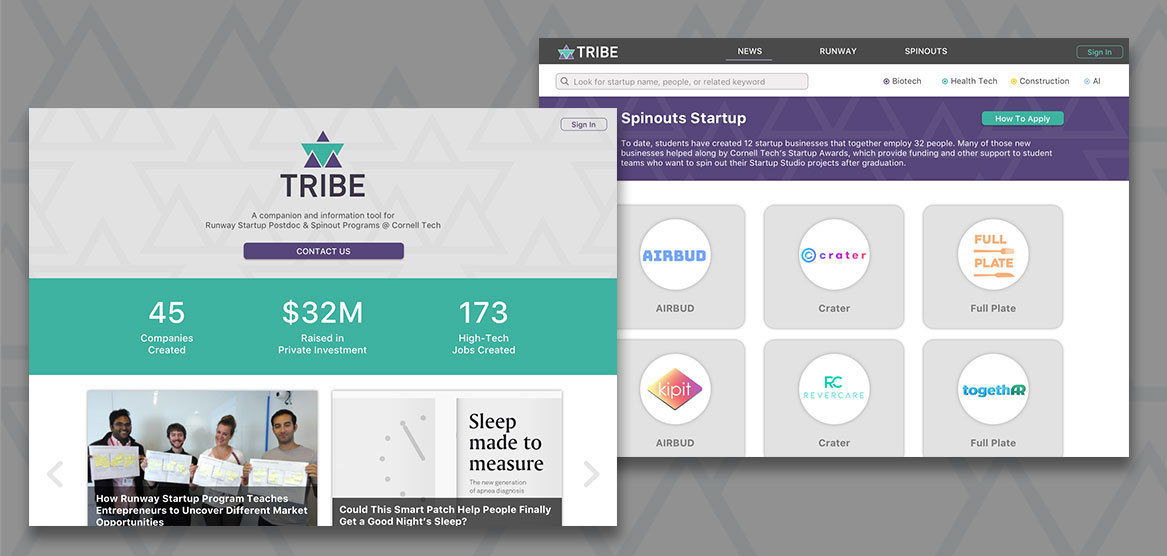 Sign In
TRIBE
A companion and information tool for
Runway Startup Postdoc & Spinout Programs @ Cornell Tech
CONTACT US
45
Companies
Created
$32M
Raised in
Private Investment
173
High-Tech
Jobs Created
How Runway Startup Program Teaches
Entrepreneurs to Uncover Different Market
Opportunities
Sleep
made to
measure
The new generation
of apnea diagnosis
Could This Smart Patch Help People Finally
Get a Good Night's Sleep?
TRIBE
NEWS
RUNWAY
SPINOUTS
Sign In
Look for startup name, people, or related keyword
Biotech
Health Tech
Construction
AI
Spinouts Startup
How To Apply
To date, students have created 12 startup businesses that together employ 32 people. Many of those new
businesses helped along by Cornell Tech's Startup Awards, which provide funding and other support to student
teams who want to spin out their Startup Studio projects after graduation.
AIRBUD
crater
FULL
PLATE
AIRBUD
Crater
Full Plate
kipit
RC
REVERCARE
togethAR
AIRBUD
Crater
Full Plate